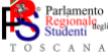 PS Parlamento
Regionale degli
Studenti
TOSCANA